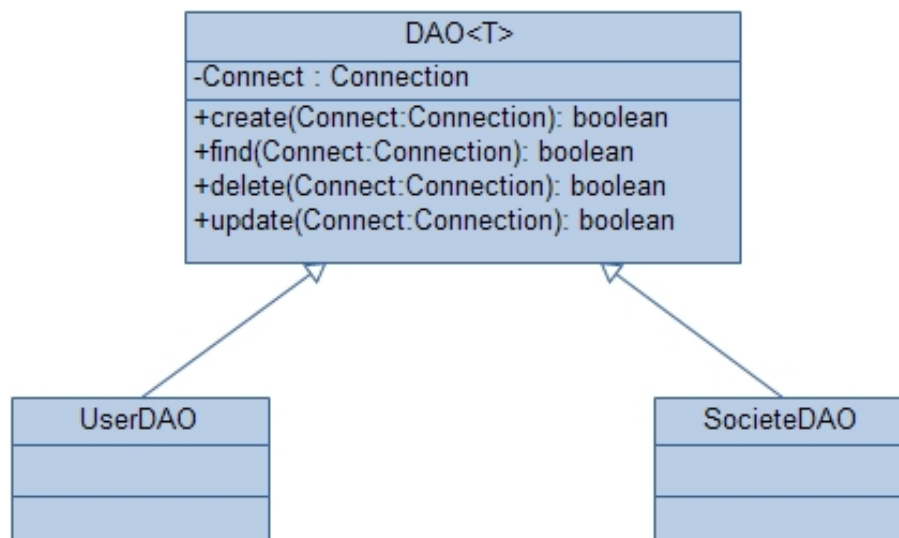 DAO<T>
-Connect : Connection
+create(Connect:Connection): boolean
+find(Connect:Connection): boolean
+delete(Connect:Connection): boolean
+update(Connect:Connection): boolean
UserDAO
SocieteDAO